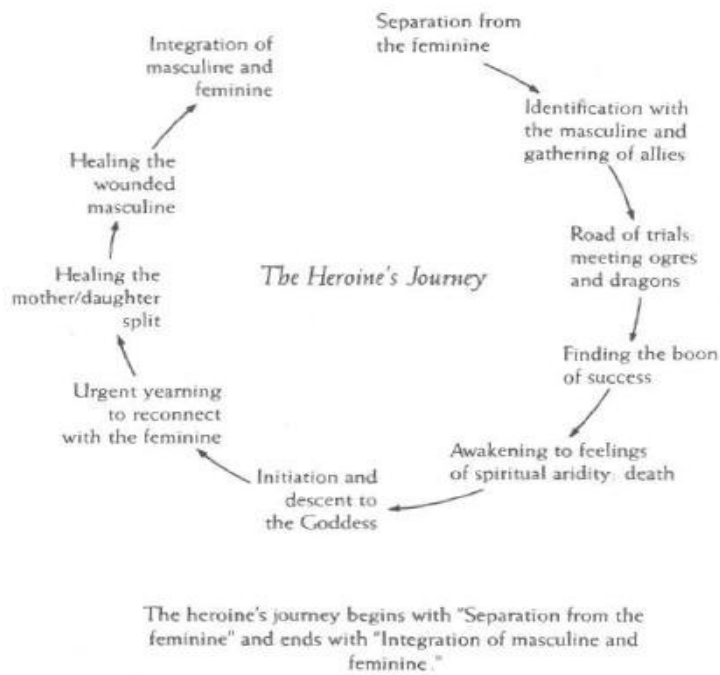 Separation from
the feminine
Identification with
the masculine and
gathering of allies
Road of trials:
meeting ogres
and dragons
Finding the boon
of success
Awakening to feelings
of spiritual aridity: death
Initiation and
descent to
the Goddess
Urgent yearning
to reconnect
with the feminine
Healing the
mother/daughter
split
Healing the
wounded
masculine
Integration of
masculine and
feminine
The Heroine's Journey
The heroine's journey begins with "Separation from the
feminine" and ends with "Integration of masculine and
feminine."